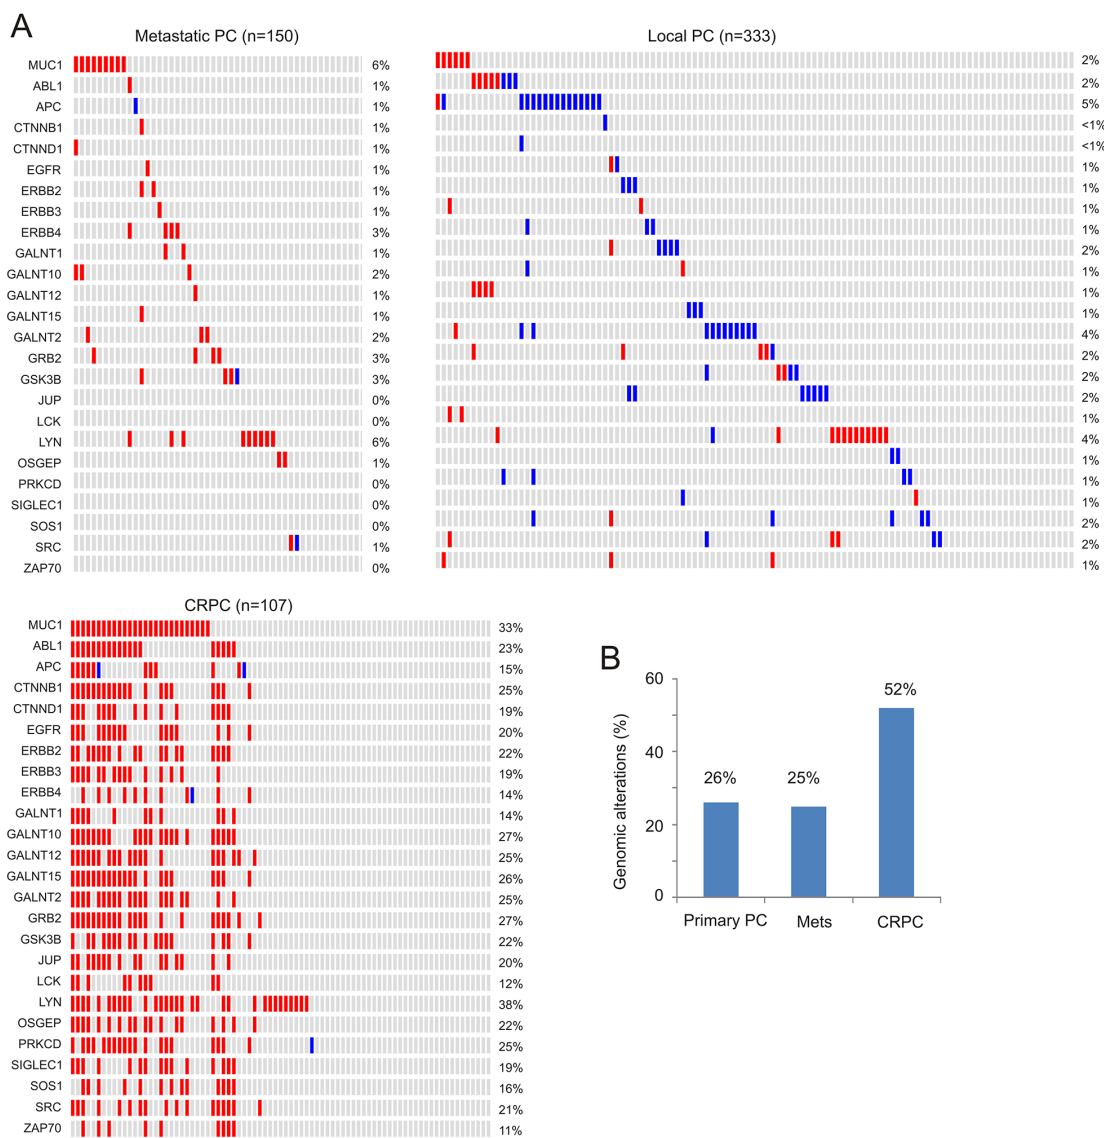 A
Metastatic PC (n=150)
MUC1 6%
ABL1 1%
APC 1%
CTNNB1 1%
CTNND1 1%
EGFR 1%
ERBB2 1%
ERBB3 1%
ERBB4 3%
GALNT1 1%
GALNT10 2%
GALNT12 1%
GALNT15 1%
GALNT2 2%
GRB2 3%
GSK3B 3%
JUP 0%
LCK 0%
LYN 6%
OSGEP 1%
PRKCD 0%
SIGLEC1 0%
SOS1 0%
SRC 1%
ZAP70 0%
Local PC (n=333)
2%
2%
5%
<1%
<1%
1%
1%
1%
1%
2%
1%
1%
1%
4%
2%
2%
2%
1%
4%
1%
1%
1%
2%
2%
1%
CRPC (n=107)
MUC1 33%
ABL1 23%
APC 15%
CTNNB1 25%
CTNND1 19%
EGFR 20%
ERBB2 22%
ERBB3 19%
ERBB4 14%
GALNT1 14%
GALNT10 27%
GALNT12 25%
GALNT15 26%
GALNT2 25%
GRB2 27%
GSK3B 22%
JUP 20%
LCK 12%
LYN 38%
OSGEP 22%
PRKCD 25%
SIGLEC1 19%
SOS1 16%
SRC 21%
ZAP70 11%
B
Genomic alterations (%)
60
40
20
0
26%
25%
52%
Primary PC
Mets
CRPC